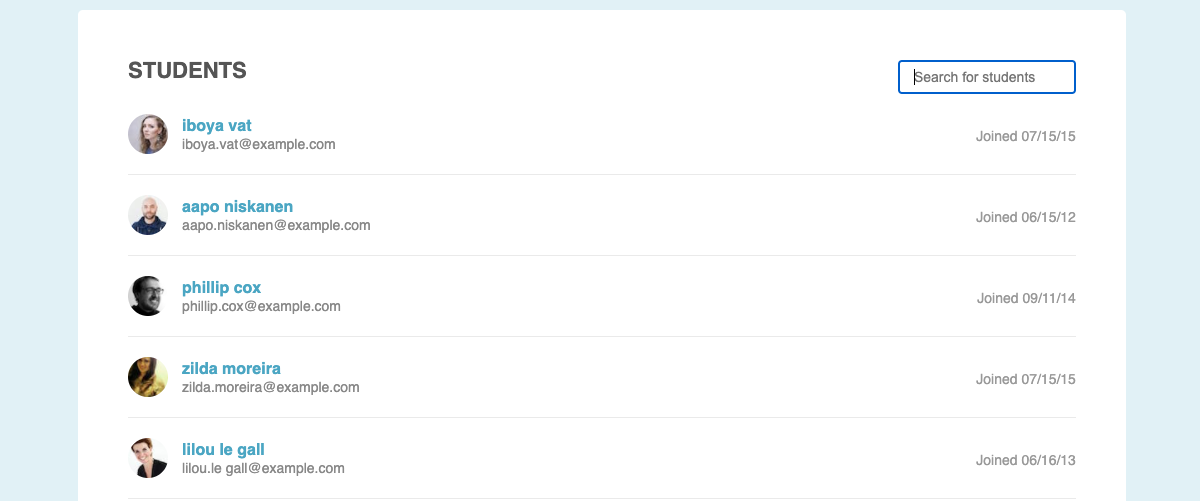 STUDENTS
Search for students
iboya vat
iboya.vat@example.com
Joined 07/15/15
aapo niskanen
aapo.niskanen@example.com
Joined 06/15/12
phillip cox
phillip.cox@example.com
Joined 09/11/14
zilda moreira
zilda.moreira@example.com
Joined 07/15/15
lilou le gall
lilou.le gall@example.com
Joined 06/16/13